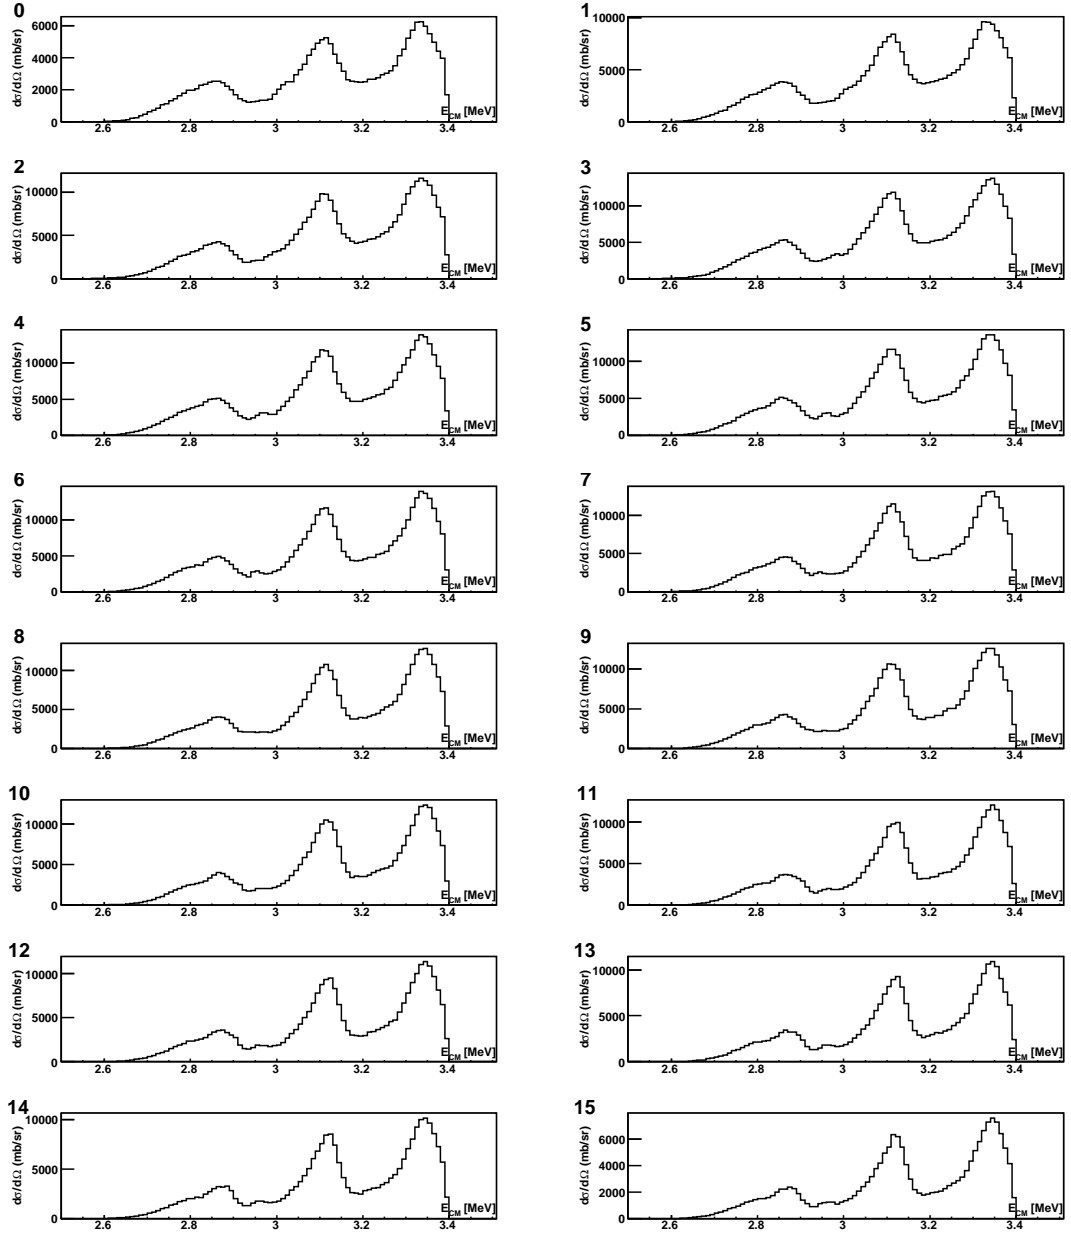 0
dσ/dΩ (mb/sr)
6000
4000
2000
0
2.6 2.8 3 3.2 3.4
E_CM [MeV]
1
dσ/dΩ (mb/sr)
10000
5000
0
2.6 2.8 3 3.2 3.4
E_CM [MeV]
2
dσ/dΩ (mb/sr)
10000
5000
0
2.6 2.8 3 3.2 3.4
E_CM [MeV]
3
dσ/dΩ (mb/sr)
10000
5000
0
2.6 2.8 3 3.2 3.4
E_CM [MeV]
4
dσ/dΩ (mb/sr)
10000
5000
0
2.6 2.8 3 3.2 3.4
E_CM [MeV]
5
dσ/dΩ (mb/sr)
10000
5000
0
2.6 2.8 3 3.2 3.4
E_CM [MeV]
6
dσ/dΩ (mb/sr)
10000
5000
0
2.6 2.8 3 3.2 3.4
E_CM [MeV]
7
dσ/dΩ (mb/sr)
10000
5000
0
2.6 2.8 3 3.2 3.4
E_CM [MeV]
8
dσ/dΩ (mb/sr)
10000
5000
0
2.6 2.8 3 3.2 3.4
E_CM [MeV]
9
dσ/dΩ (mb/sr)
10000
5000
0
2.6 2.8 3 3.2 3.4
E_CM [MeV]
10
dσ/dΩ (mb/sr)
10000
5000
0
2.6 2.8 3 3.2 3.4
E_CM [MeV]
11
dσ/dΩ (mb/sr)
10000
5000
0
2.6 2.8 3 3.2 3.4
E_CM [MeV]
12
dσ/dΩ (mb/sr)
10000
5000
0
2.6 2.8 3 3.2 3.4
E_CM [MeV]
13
dσ/dΩ (mb/sr)
10000
5000
0
2.6 2.8 3 3.2 3.4
E_CM [MeV]
14
dσ/dΩ (mb/sr)
10000
5000
0
2.6 2.8 3 3.2 3.4
E_CM [MeV]
15
dσ/dΩ (mb/sr)
6000
4000
2000
0
2.6 2.8 3 3.2 3.4
E_CM [MeV]